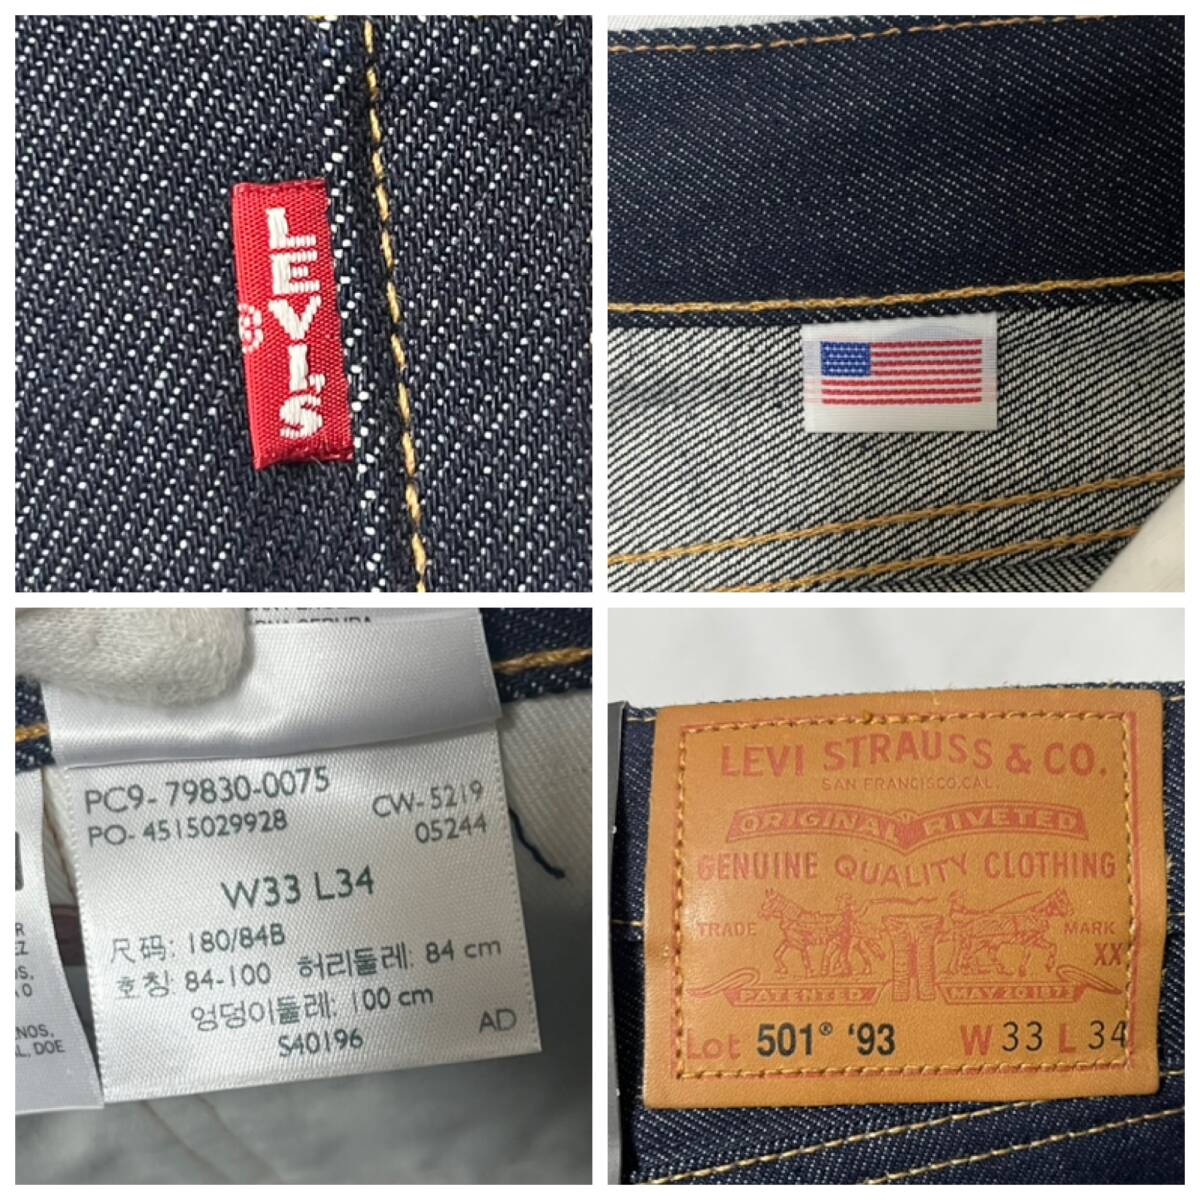 LEVI'S
®
PC9- 79830-0075
PO- 4515029928
CW- 5219
05244
W33 L34
尺码: 180/84B
호칭: 84-100 허리둘레: 84 cm
엉덩이둘레: 100 cm
S40196
AD
NOS,
L, DOE
LEVI STRAUSS & CO.
SAN FRANCISCO, CAL.
ORIGINAL RIVETED
GENUINE QUALITY CLOTHING
TRADE MARK
XX
PATENTED MAY 20 1873
Lot 501® '93 W 33 L 34